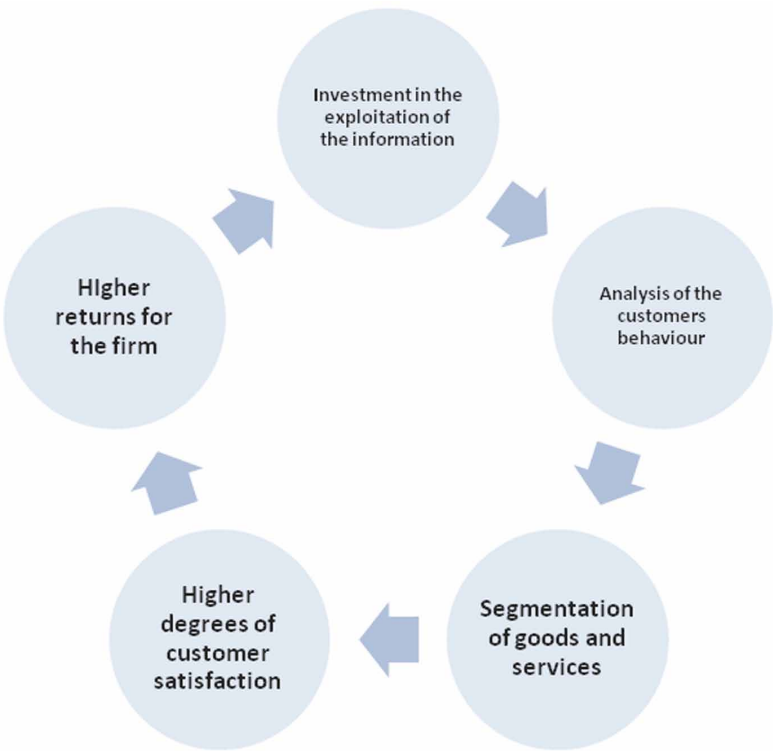 Investment in the
exploitation of
the information
Analysis of the
customers
behaviour
Segmentation
of goods and
services
Higher
degrees of
customer
satisfaction
HIgher
returns for
the firm